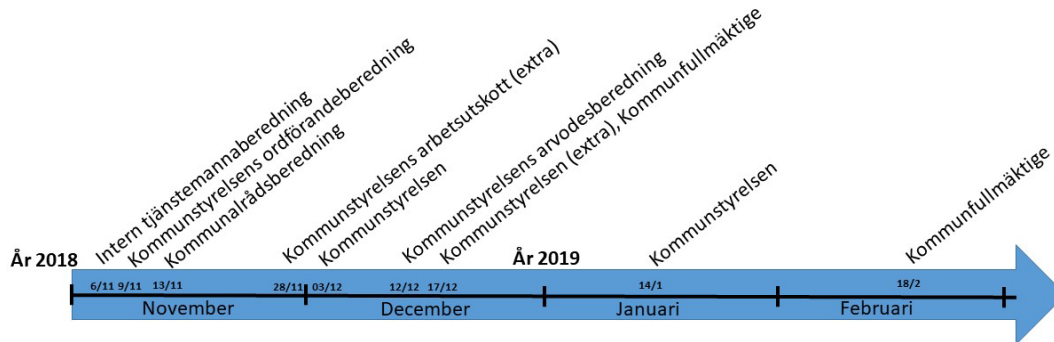 Intern tjänstemannaberedning
Kommunstyrelsens ordförandeberedning
Kommunalrådsberedning
Kommunstyrelsens arbetsutskott (extra)
Kommunstyrelsen
Kommunstyrelsens arvodesberedning
Kommunstyrelsen (extra), Kommunfullmäktige
Kommunstyrelsen
Kommunfullmäktige
År 2018
År 2019
6/11
9/11
13/11
28/11
03/12
12/12
17/12
14/1
18/2
November
December
Januari
Februari